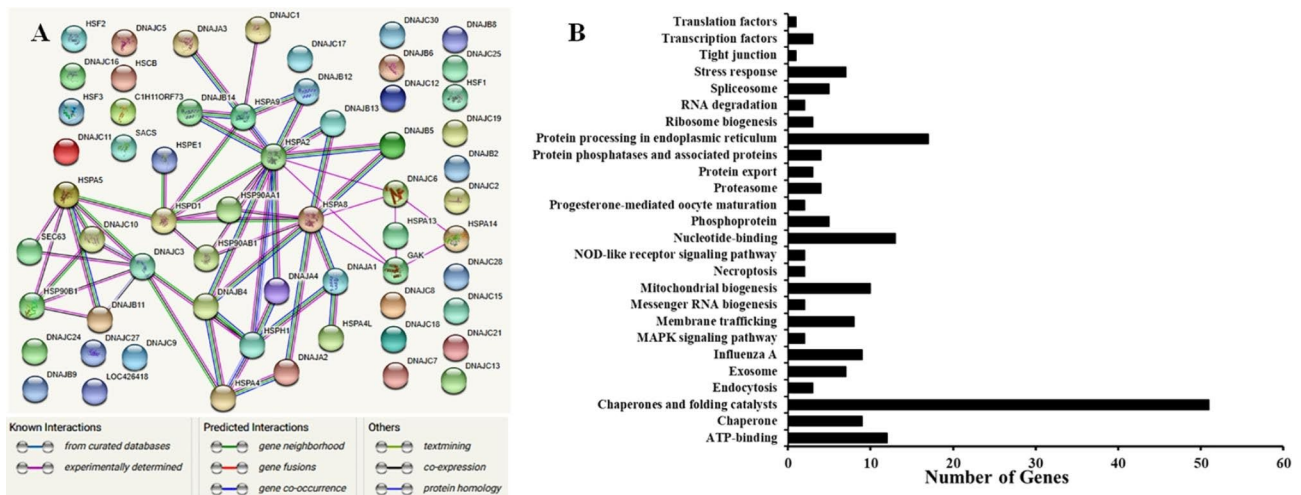 A
HSF2
DNAJC5
DNAJA3
DNAJC1
DNAJC30
DNAJB8
DNAJC16
HSCB
DNAJC17
DNAJB6
DNAJC25
HSF3
C1H11ORF73
DNAJB14
HSPA9
DNAJB12
DNAJC12
HSF1
DNAJC11
SACS
HSPE1
HSPA2
DNAJB13
DNAJB5
DNAJC19
DNAJB2
HSPA5
HSPD1
HSP90AA1
HSPA8
DNAJC6
DNAJC2
SEC63
DNAJC10
DNAJC3
HSP90AB1
HSPA13
HSPA14
GAK
HSP90B1
DNAJB11
DNAJB4
DNAJA4
DNAJA1
DNAJC28
DNAJC8
DNAJC15
HSPH1
HSPA4L
DNAJC18
DNAJC24
DNAJC27
DNAJC9
DNAJA2
DNAJC21
DNAJB9
LOC426418
HSPA4
DNAJC7
DNAJC13
Known Interactions
from curated databases
experimentally determined
Predicted Interactions
gene neighborhood
gene fusions
gene co-occurrence
Others
textmining
co-expression
protein homology
B
Translation factors
Transcription factors
Tight junction
Stress response
Spliceosome
RNA degradation
Ribosome biogenesis
Protein processing in endoplasmic reticulum
Protein phosphatases and associated proteins
Protein export
Proteasome
Progesterone-mediated oocyte maturation
Phosphoprotein
Nucleotide-binding
NOD-like receptor signaling pathway
Necroptosis
Mitochondrial biogenesis
Messenger RNA biogenesis
Membrane trafficking
MAPK signaling pathway
Influenza A
Exosome
Endocytosis
Chaperones and folding catalysts
Chaperone
ATP-binding
0 10 20 30 40 50 60
Number of Genes